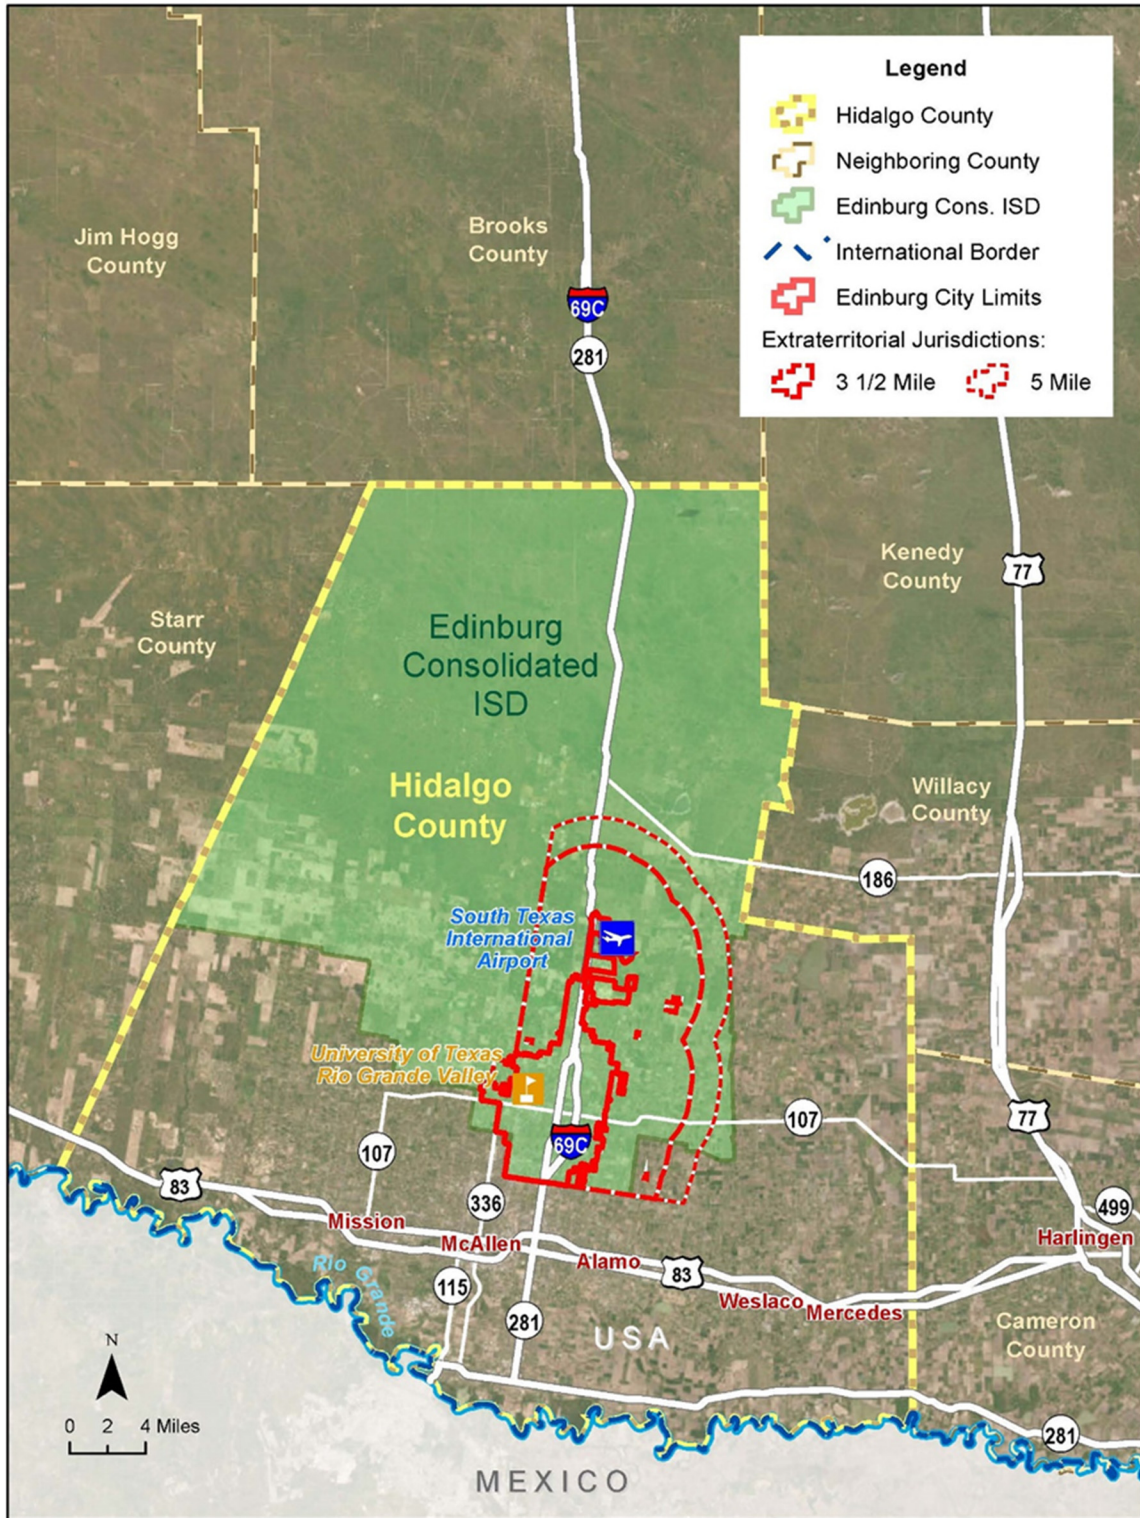 Legend
Hidalgo County
Neighboring County
Edinburg Cons. ISD
International Border
Edinburg City Limits
Extraterritorial Jurisdictions:
3 1/2 Mile
5 Mile
Jim Hogg
County
Brooks
County
69C
281
Kenedy
County
77
Starr
County
Edinburg
Consolidated
ISD
Hidalgo
County
Willacy
County
186
South Texas
International
Airport
University of Texas
Rio Grande Valley
107
69C
107
77
83
336
499
Mission
McAllen
Alamo
Harlingen
83
115
Weslaco
Mercedes
Rio Grande
281
USA
Cameron
County
N
0 2 4 Miles
281
MEXICO